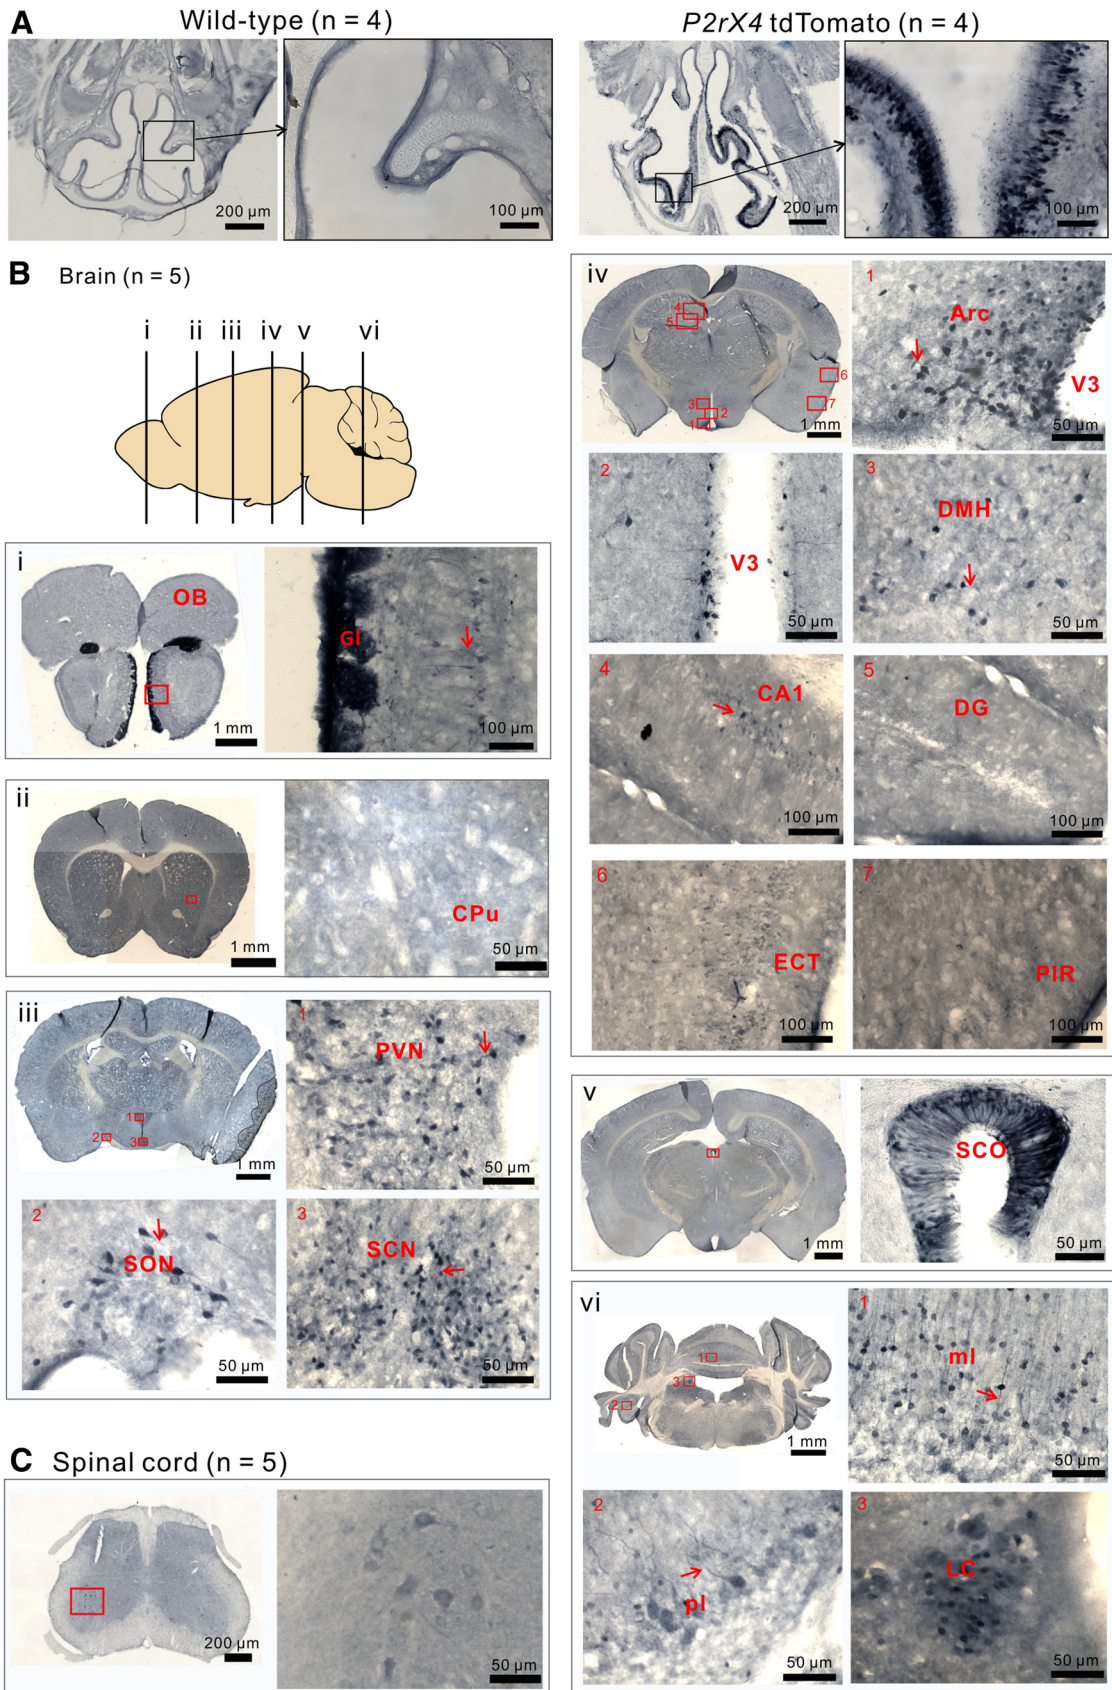 A
Wild-type (n = 4)
P2rX4 tdTomato (n = 4)
200 µm
100 µm
200 µm
100 µm
B
Brain (n = 5)
i
ii
iii
iv
v
vi
i
OB
1 mm
Gl
100 µm
ii
1 mm
CPu
50 µm
iii
1
2
3
1 mm
1
PVN
50 µm
2
SON
50 µm
3
SCN
50 µm
C
Spinal cord (n = 5)
200 µm
50 µm
iv
4
5
6
3
7
2
1
1 mm
1
Arc
V3
50 µm
2
V3
50 µm
3
DMH
50 µm
4
CA1
100 µm
5
DG
100 µm
6
ECT
100 µm
7
PIR
100 µm
v
1 mm
SCO
50 µm
vi
1
3
2
1 mm
1
ml
50 µm
2
pl
50 µm
3
LC
50 µm